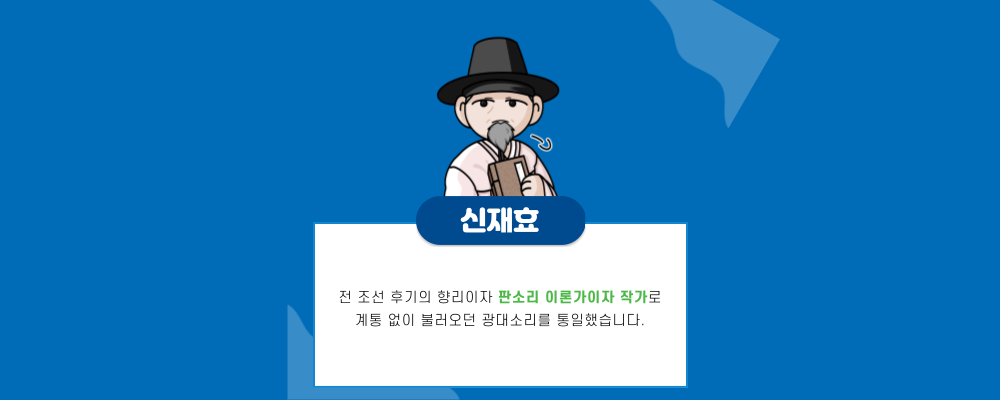 신재효
전 조선 후기의 향리이자 판소리 이론가이자 작가로
계통 없이 불러오던 광대소리를 통일했습니다.